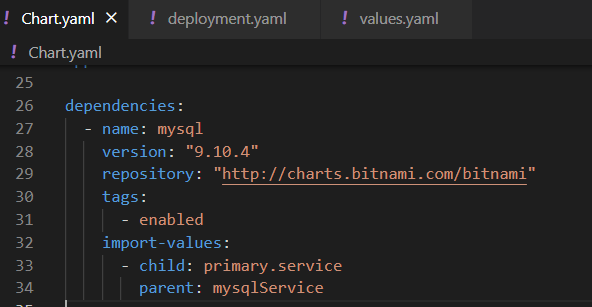 ! Chart.yaml × ! deployment.yaml ! values.yaml
! Chart.yaml
25
26 dependencies:
27 - name: mysql
28 version: "9.10.4"
29 repository: "http://charts.bitnami.com/bitnami"
30 tags:
31 - enabled
32 import-values:
33 - child: primary.service
34 parent: mysqlService